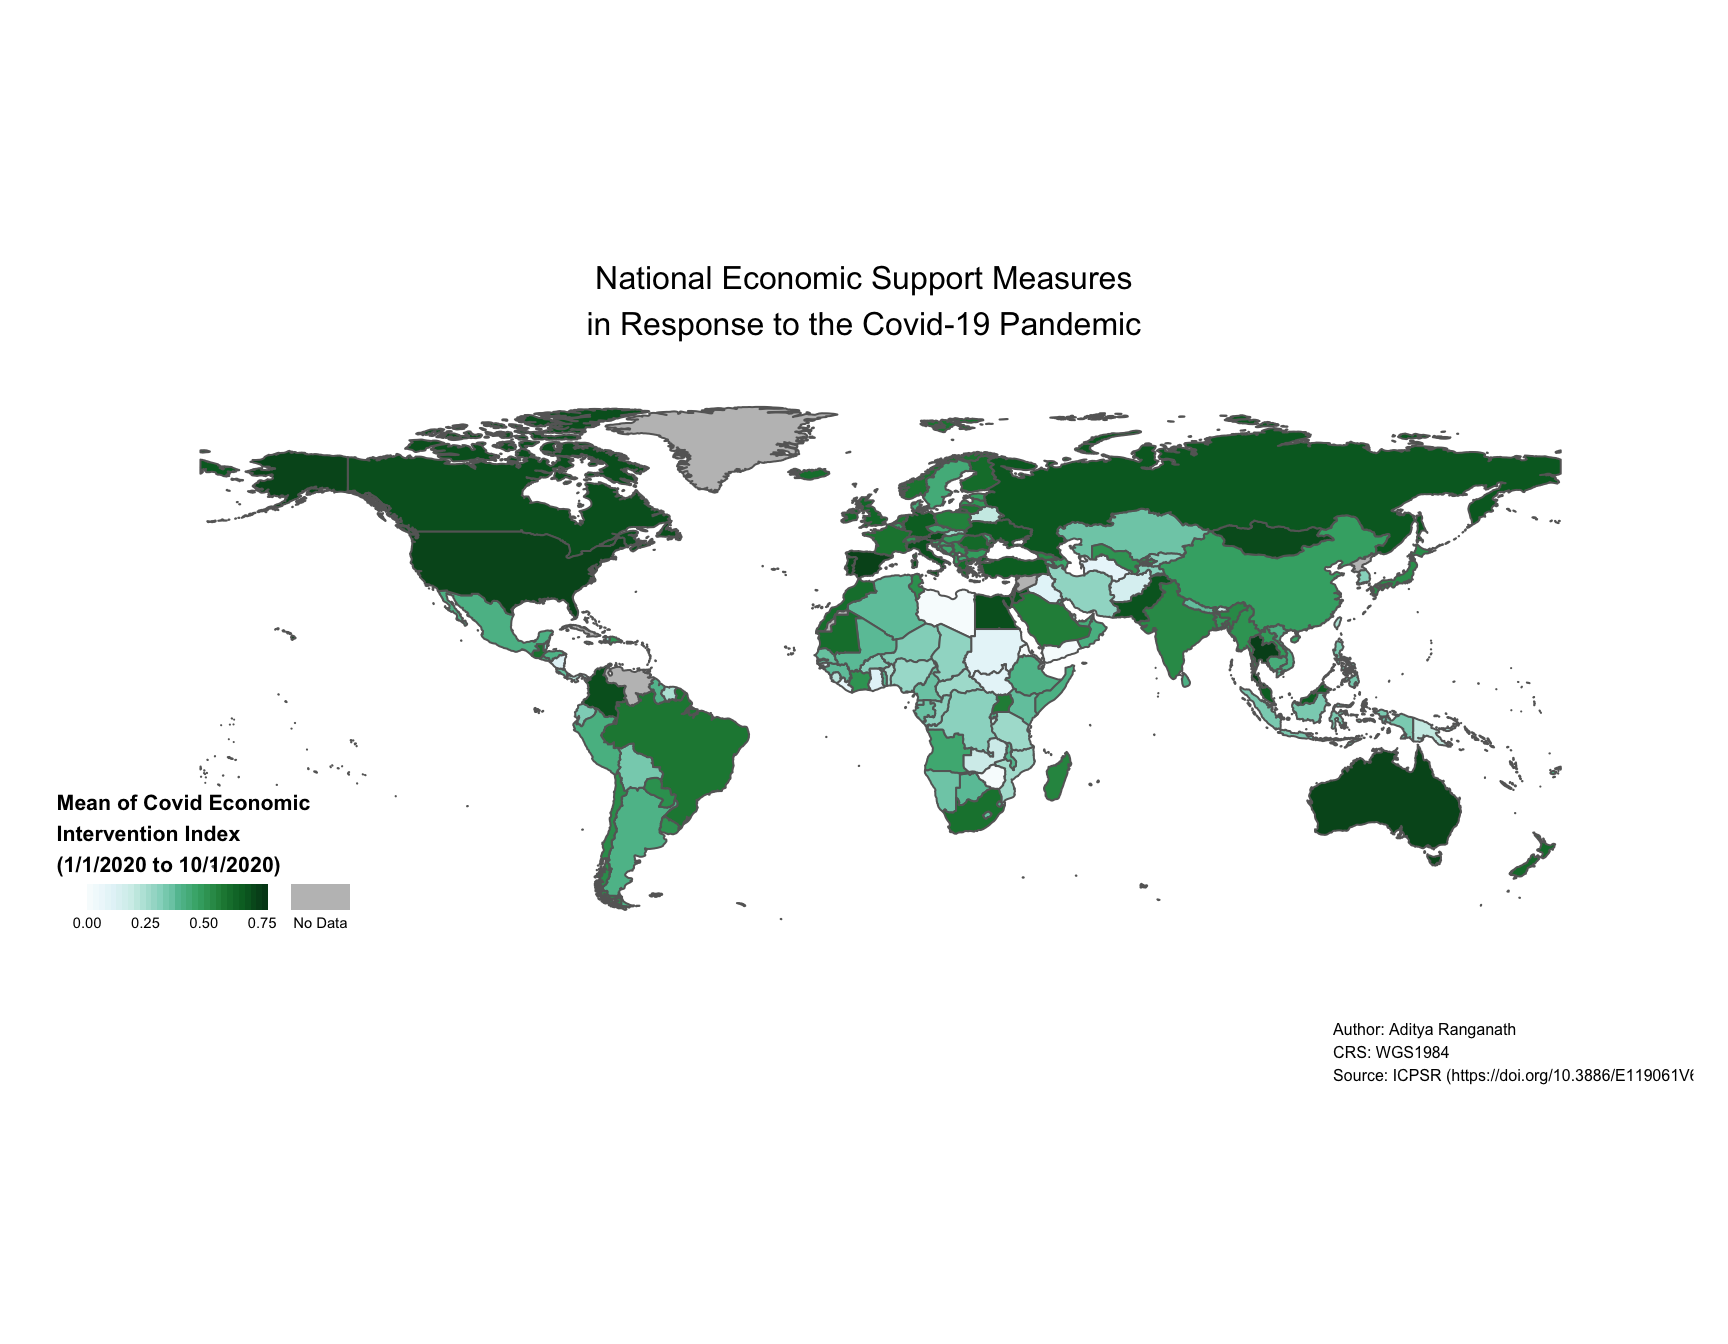 National Economic Support Measures
in Response to the Covid-19 Pandemic
Mean of Covid Economic
Intervention Index
(1/1/2020 to 10/1/2020)
0.00 0.25 0.50 0.75 No Data
Author: Aditya Ranganath
CRS: WGS1984
Source: ICPSR (https://doi.org/10.3886/E119061V6